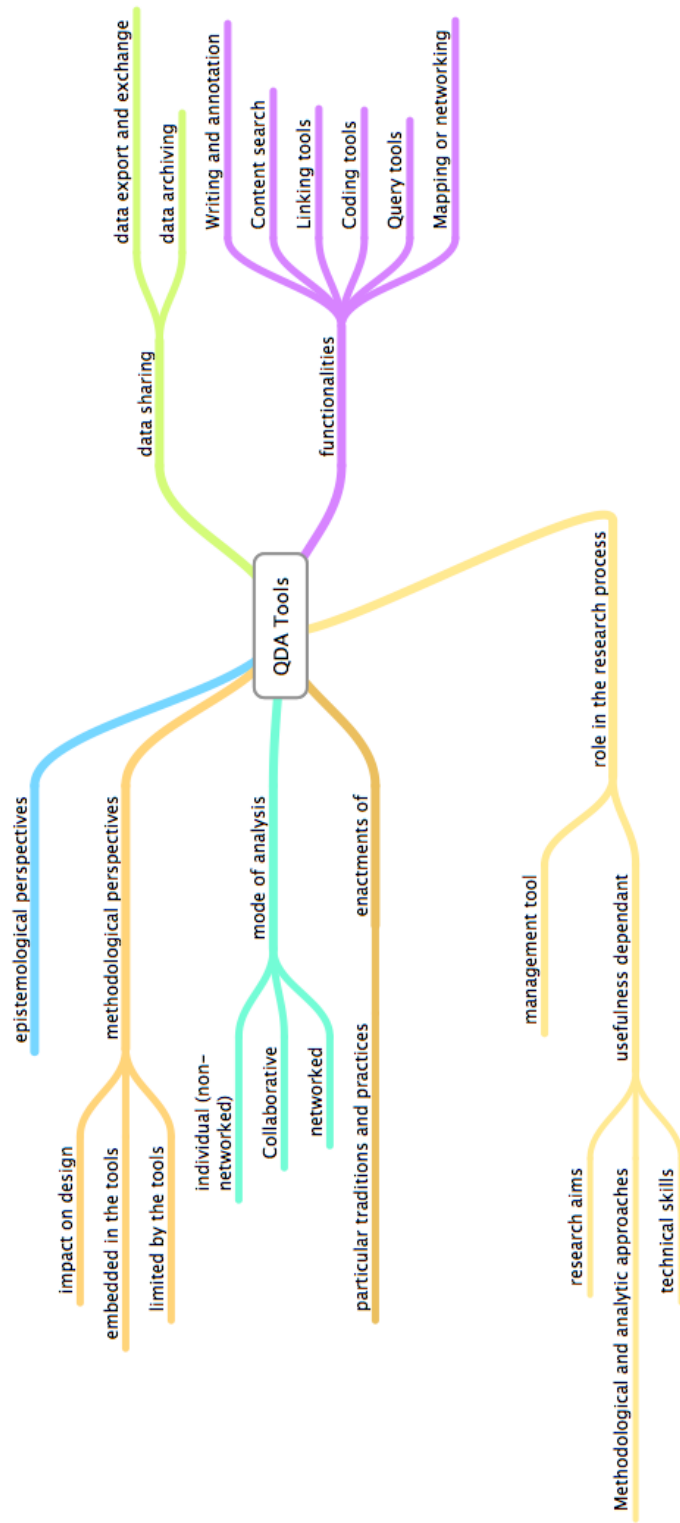 QDA Tools
data sharing
data export and exchange
data archiving
functionalities
Writing and annotation
Content search
Linking tools
Coding tools
Query tools
Mapping or networking
role in the research process
management tool
usefulness dependant
research aims
Methodological and analytic approaches
technical skills
enactments of
particular traditions and practices
mode of analysis
individual (non-
networked)
Collaborative
networked
methodological perspectives
impact on design
embedded in the tools
limited by the tools
epistemological perspectives